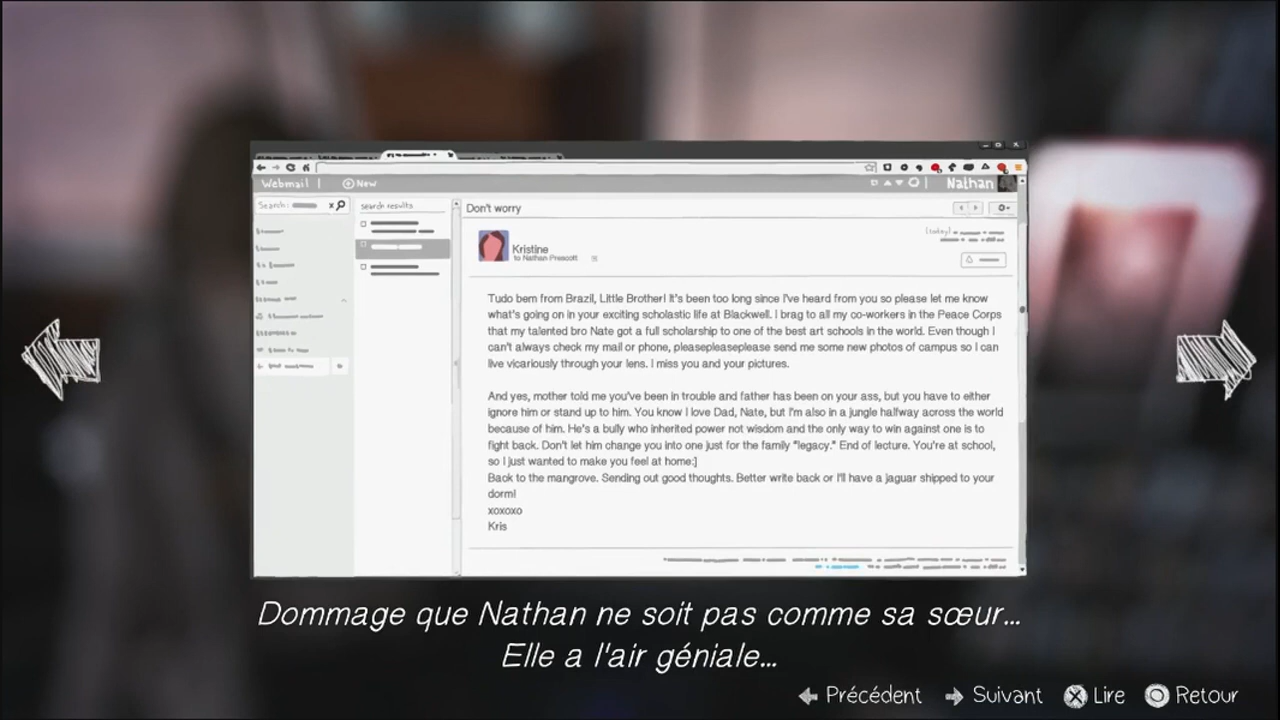 Webmail | New
Nathan
Search:
search results
Don't worry
Kristine
to Nathan Prescott
(today)
Tudo bem from Brazil, Little Brother! It's been too long since I've heard from you so please let me know
what's going on in your exciting scholastic life at Blackwell. I brag to all my co-workers in the Peace Corps
that my talented bro Nate got a full scholarship to one of the best art schools in the world. Even though I
can't always check my mail or phone, pleasepleaseplease send me some new photos of campus so I can
live vicariously through your lens. I miss you and your pictures.
And yes, mother told me you've been in trouble and father has been on your ass, but you have to either
ignore him or stand up to him. You know I love Dad, Nate, but I'm also in a jungle halfway across the world
because of him. He's a bully who inherited power not wisdom and the only way to win against one is to
fight back. Don't let him change you into one just for the family "legacy." End of lecture. You're at school,
so I just wanted to make you feel at home:]
Back to the mangrove. Sending out good thoughts. Better write back or I'll have a jaguar shipped to your
dorm!
xoxoxo
Kris
Dommage que Nathan ne soit pas comme sa sœur...
Elle a l'air géniale...
Précédent Suivant Lire Retour